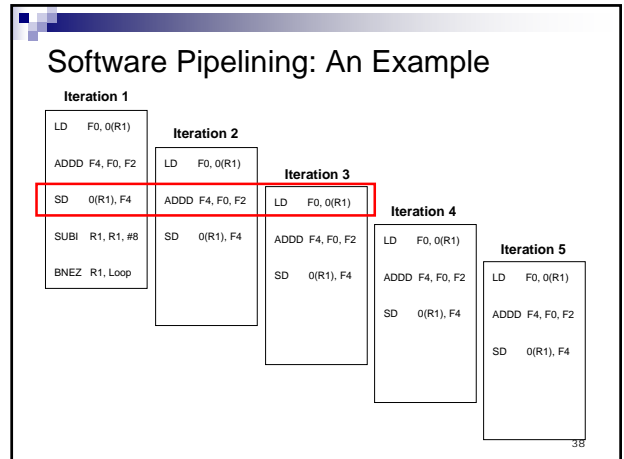 Software Pipelining: An Example
Iteration 1
LD F0, 0(R1)
ADDD F4, F0, F2
SD 0(R1), F4
SUBI R1, R1, #8
BNEZ R1, Loop
Iteration 2
LD F0, 0(R1)
ADDD F4, F0, F2
SD 0(R1), F4
Iteration 3
LD F0, 0(R1)
ADDD F4, F0, F2
SD 0(R1), F4
Iteration 4
LD F0, 0(R1)
ADDD F4, F0, F2
SD 0(R1), F4
Iteration 5
LD F0, 0(R1)
ADDD F4, F0, F2
SD 0(R1), F4
38